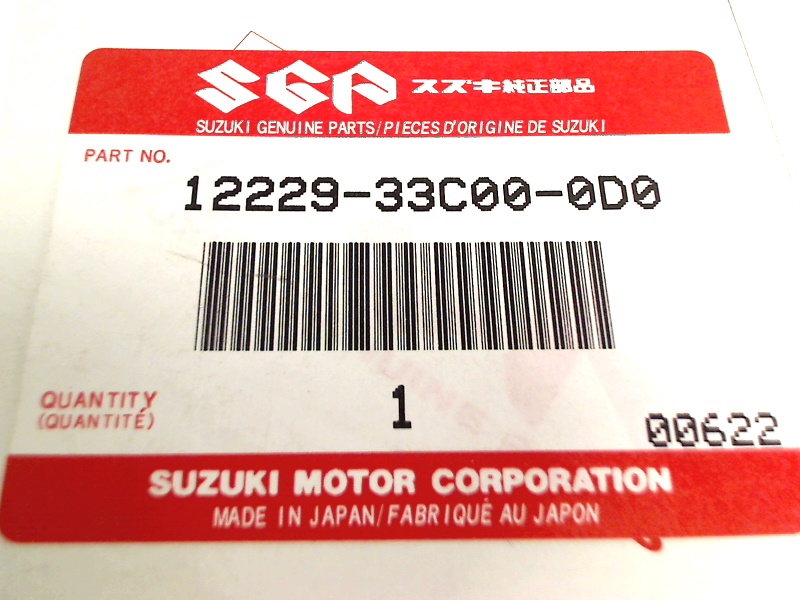 SGP スズキ純正部品
SUZUKI GENUINE PARTS/PIECES D'ORIGINE DE SUZUKI
PART NO.
12229-33C00-0D0
QUANTITY 1
(QUANTITÉ)
00622
SUZUKI MOTOR CORPORATION
MADE IN JAPAN/FABRIQUÉ AU JAPON